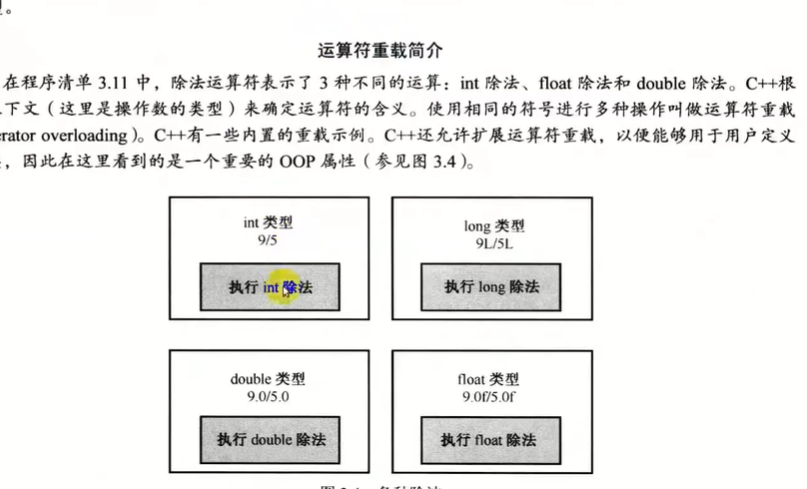 。
运算符重载简介
在程序清单 3.11 中，除法运算符表示了 3 种不同的运算：int 除法、float 除法和 double 除法。C++根
下文（这里是操作数的类型）来确定运算符的含义。使用相同的符号进行多种操作叫做运算符重载
erator overloading）。C++有一些内置的重载示例。C++还允许扩展运算符重载，以便能够用于用户定义
，因此在这里看到的是一个重要的 OOP 属性（参见图 3.4）。
int 类型
9/5
执行 int 除法
long 类型
9L/5L
执行 long 除法
double 类型
9.0/5.0
执行 double 除法
float 类型
9.0f/5.0f
执行 float 除法